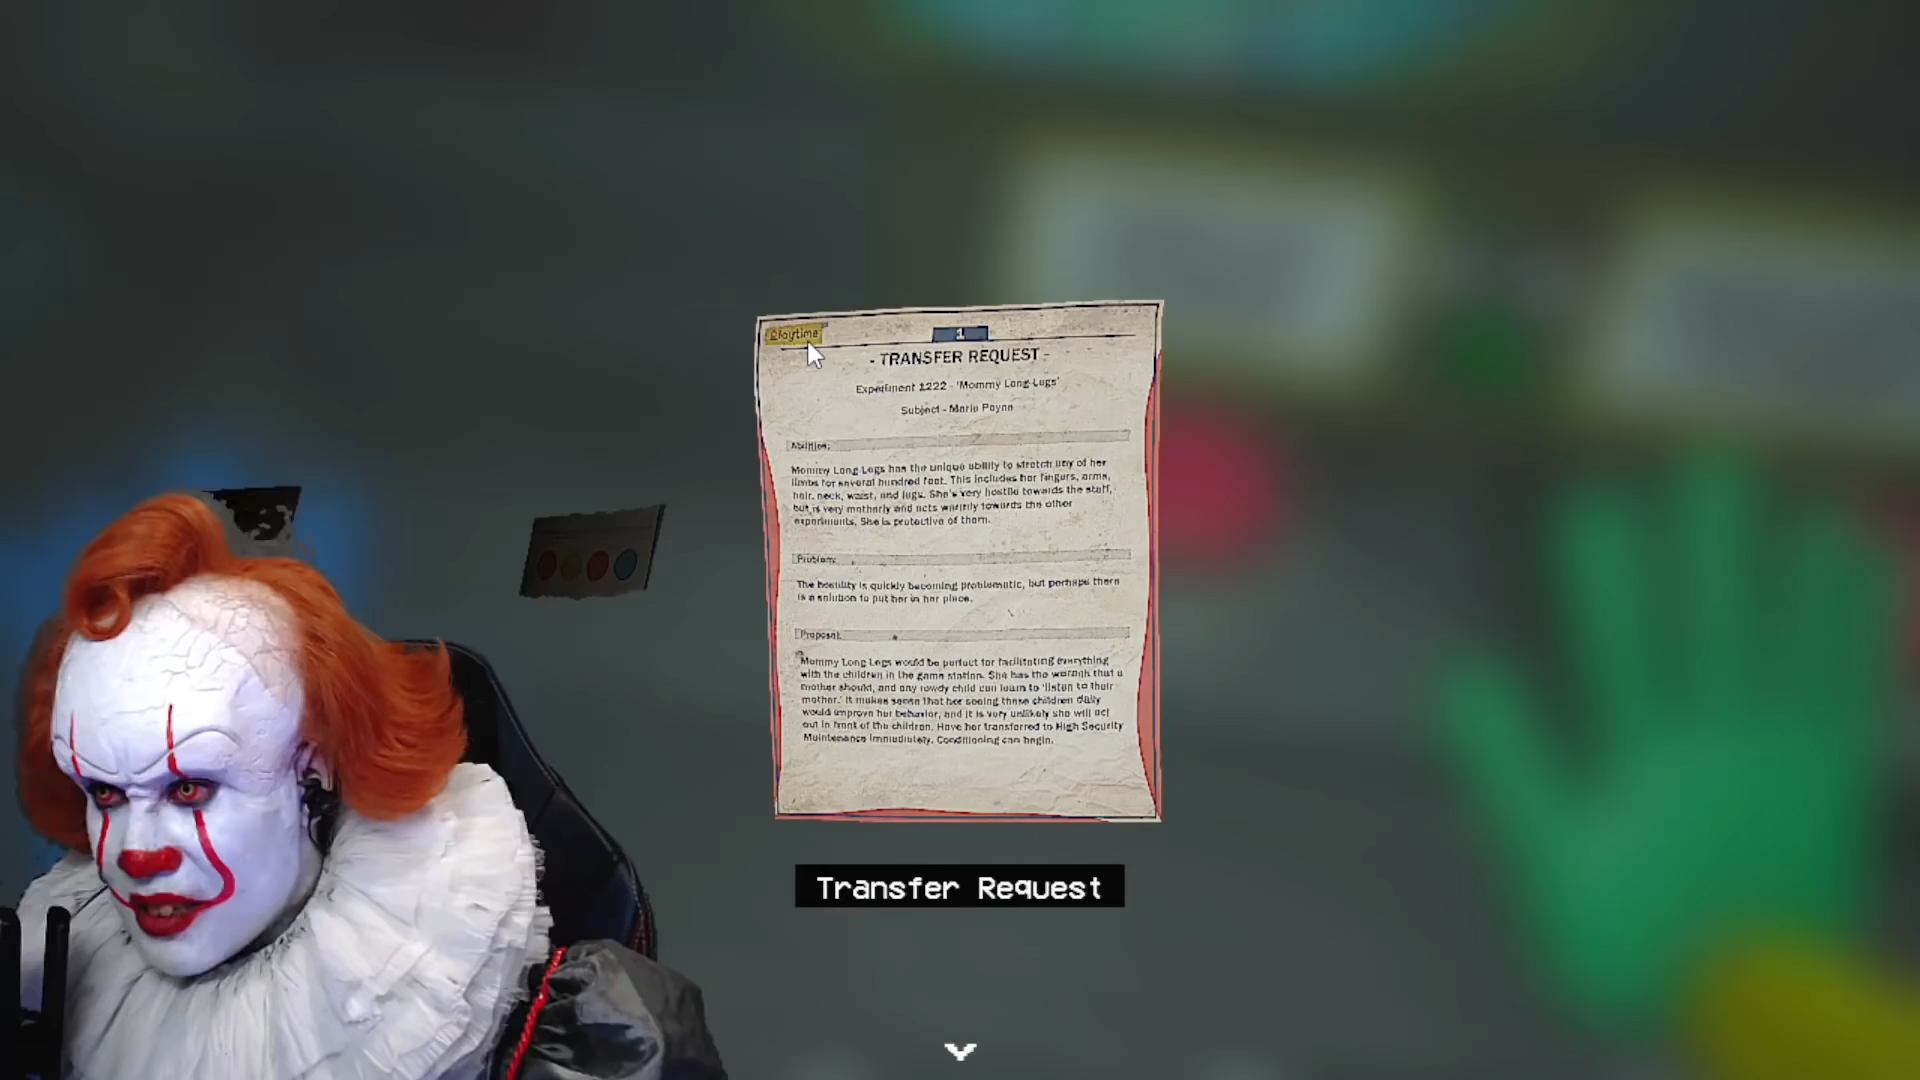 Playtime
1
- TRANSFER REQUEST -
Experiment 1222 - 'Mommy Long Legs'
Subject - Marie Payne
Abilities:
Mommy Long Legs has the unique ability to stretch any of her
limbs for several hundred feet. This includes her fingers, arms,
hair, neck, waist, and legs. She's very hostile towards the staff,
but is very motherly and acts warmly towards the other
experiments. She is protective of them.
Problem:
The hostility is quickly becoming problematic, but perhaps there
is a solution to put her in her place.
Proposal:
Mommy Long Legs would be perfect for facilitating everything
with the children in the game station. She has the warmth that a
mother should, and any rowdy child can learn to 'listen to their
mother.' It makes sense that her seeing these children daily
would improve her behavior, and it is very unlikely she will act
out in front of the children. Have her transferred to High Security
Maintenance immediately. Conditioning can begin.
Transfer Request